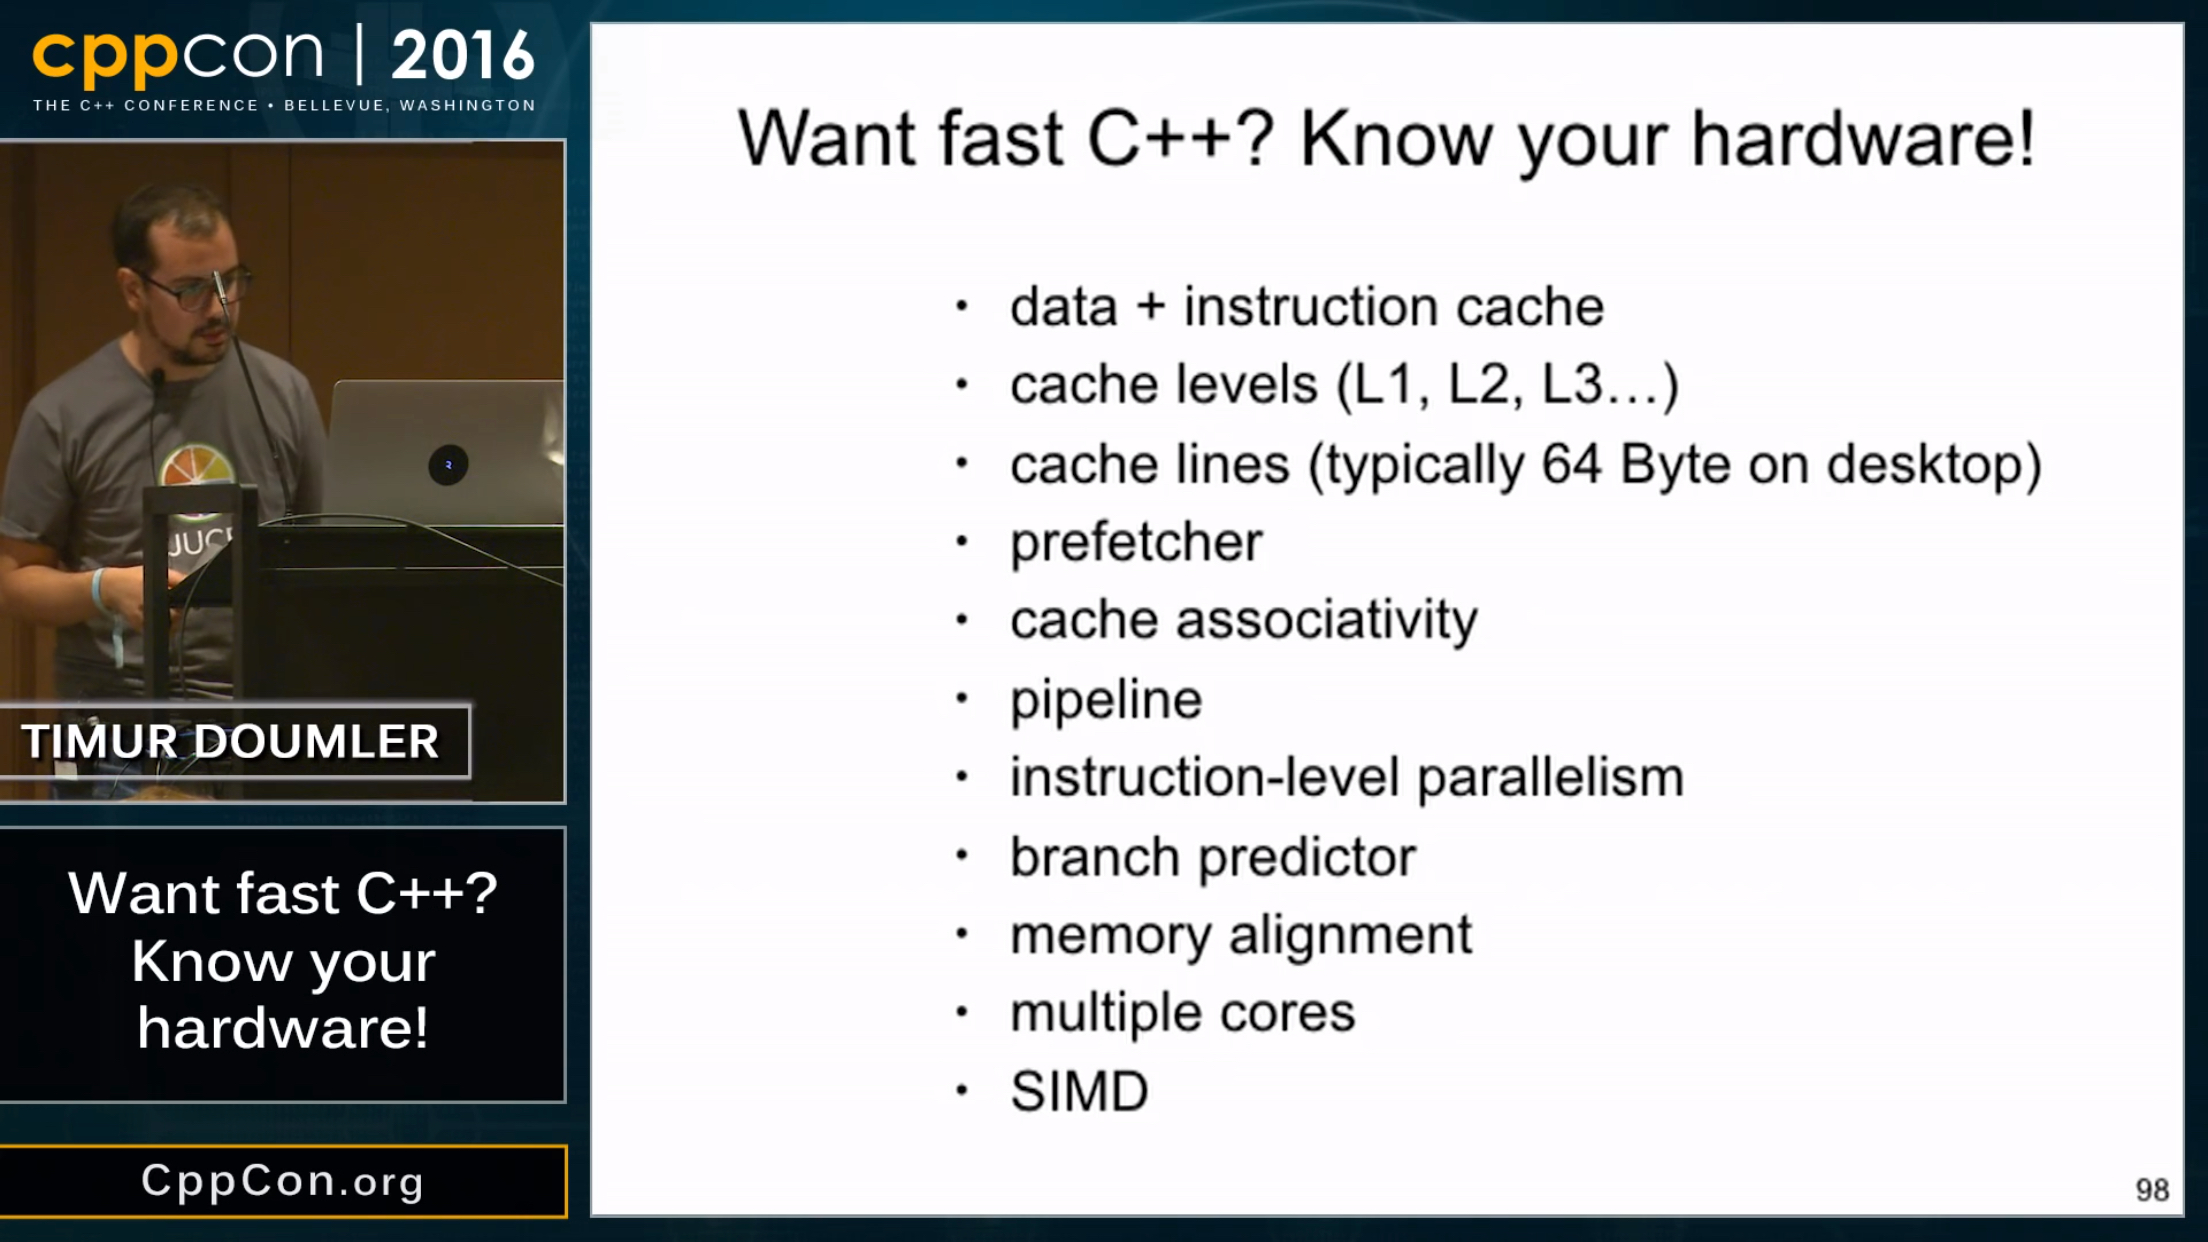 cppcon | 2016
THE C++ CONFERENCE • BELLEVUE, WASHINGTON
JUCE
TIMUR DOUMLER
Want fast C++?
Know your
hardware!
CppCon.org
Want fast C++? Know your hardware!
• data + instruction cache
• cache levels (L1, L2, L3…)
• cache lines (typically 64 Byte on desktop)
• prefetcher
• cache associativity
• pipeline
• instruction-level parallelism
• branch predictor
• memory alignment
• multiple cores
• SIMD
98